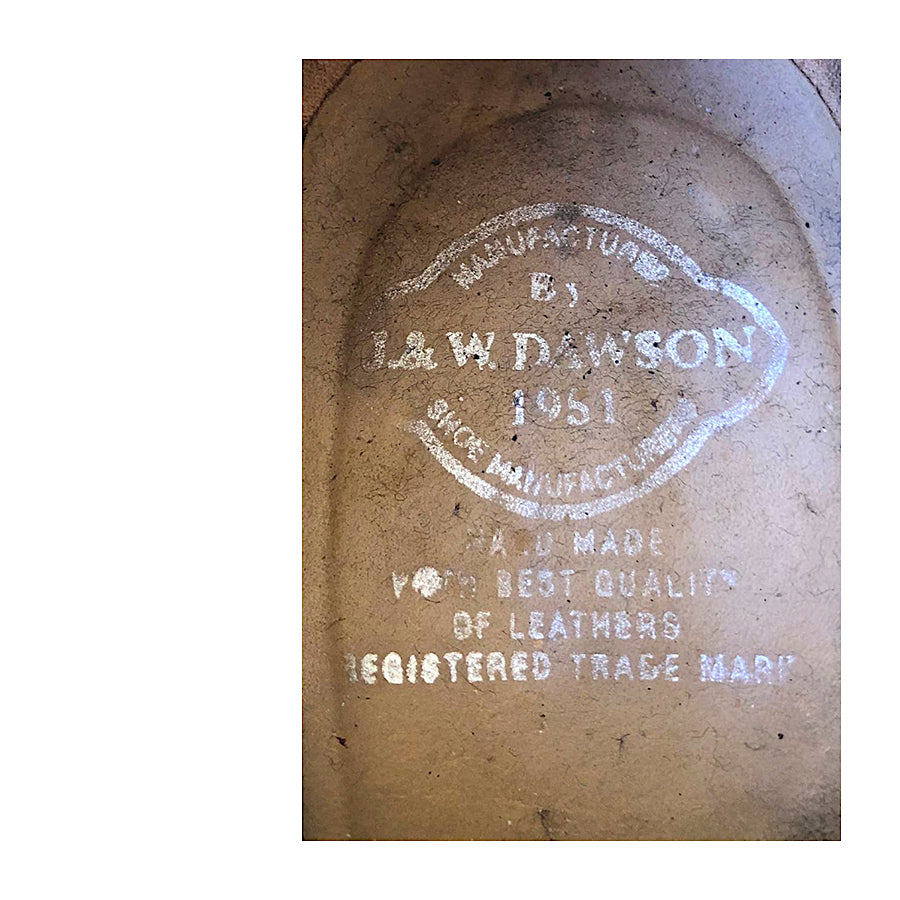 MANUFACTURED
By
J.& W. DAWSON
1951
SHOE MANUFACTURERS
HAND MADE
WITH BEST QUALITY
OF LEATHERS
REGISTERED TRADE MARK